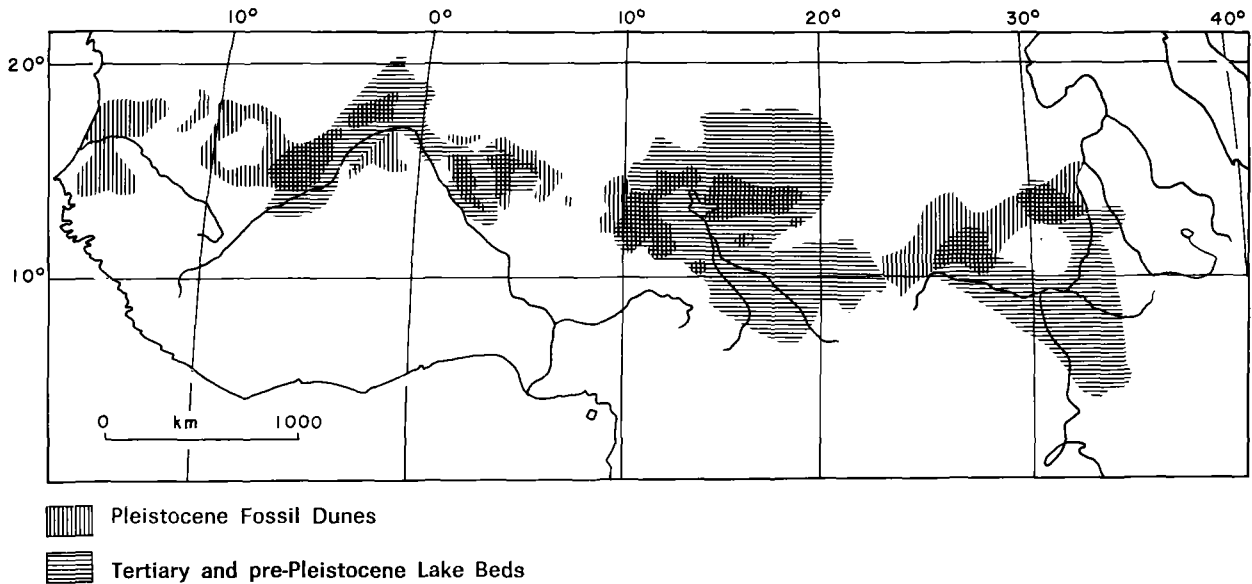 10° 0° 10° 20° 30° 40°
20°
10°
0 km 1000
Pleistocene Fossil Dunes
Tertiary and pre-Pleistocene Lake Beds